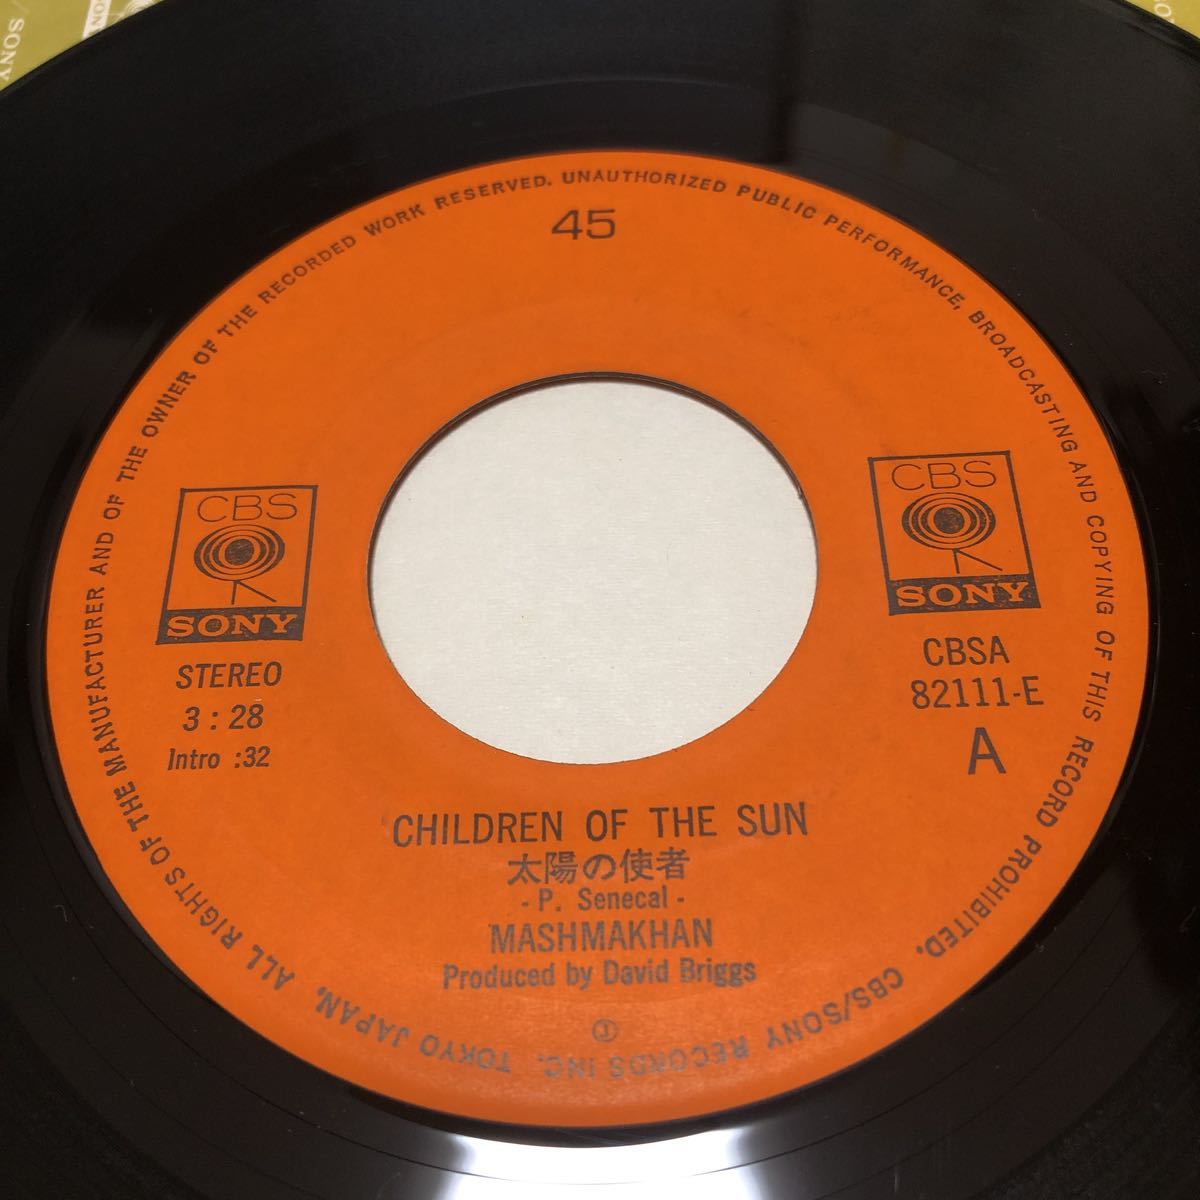 45
ALL RIGHTS OF THE MANUFACTURER AND OF THE OWNER OF THE RECORDED WORK RESERVED. UNAUTHORIZED PUBLIC PERFORMANCE, BROADCASTING AND COPYING OF THIS RECORD PROHIBITED. CBS/SONY RECORDS INC. TOKYO JAPAN.
CBS
SONY
STEREO
3:28
Intro :32
CBS
SONY
CBSA
82111-E
A
CHILDREN OF THE SUN
太陽の使者
- P. Senecal -
MASHMAKHAN
Produced by David Briggs
Ⓙ
/ SONY